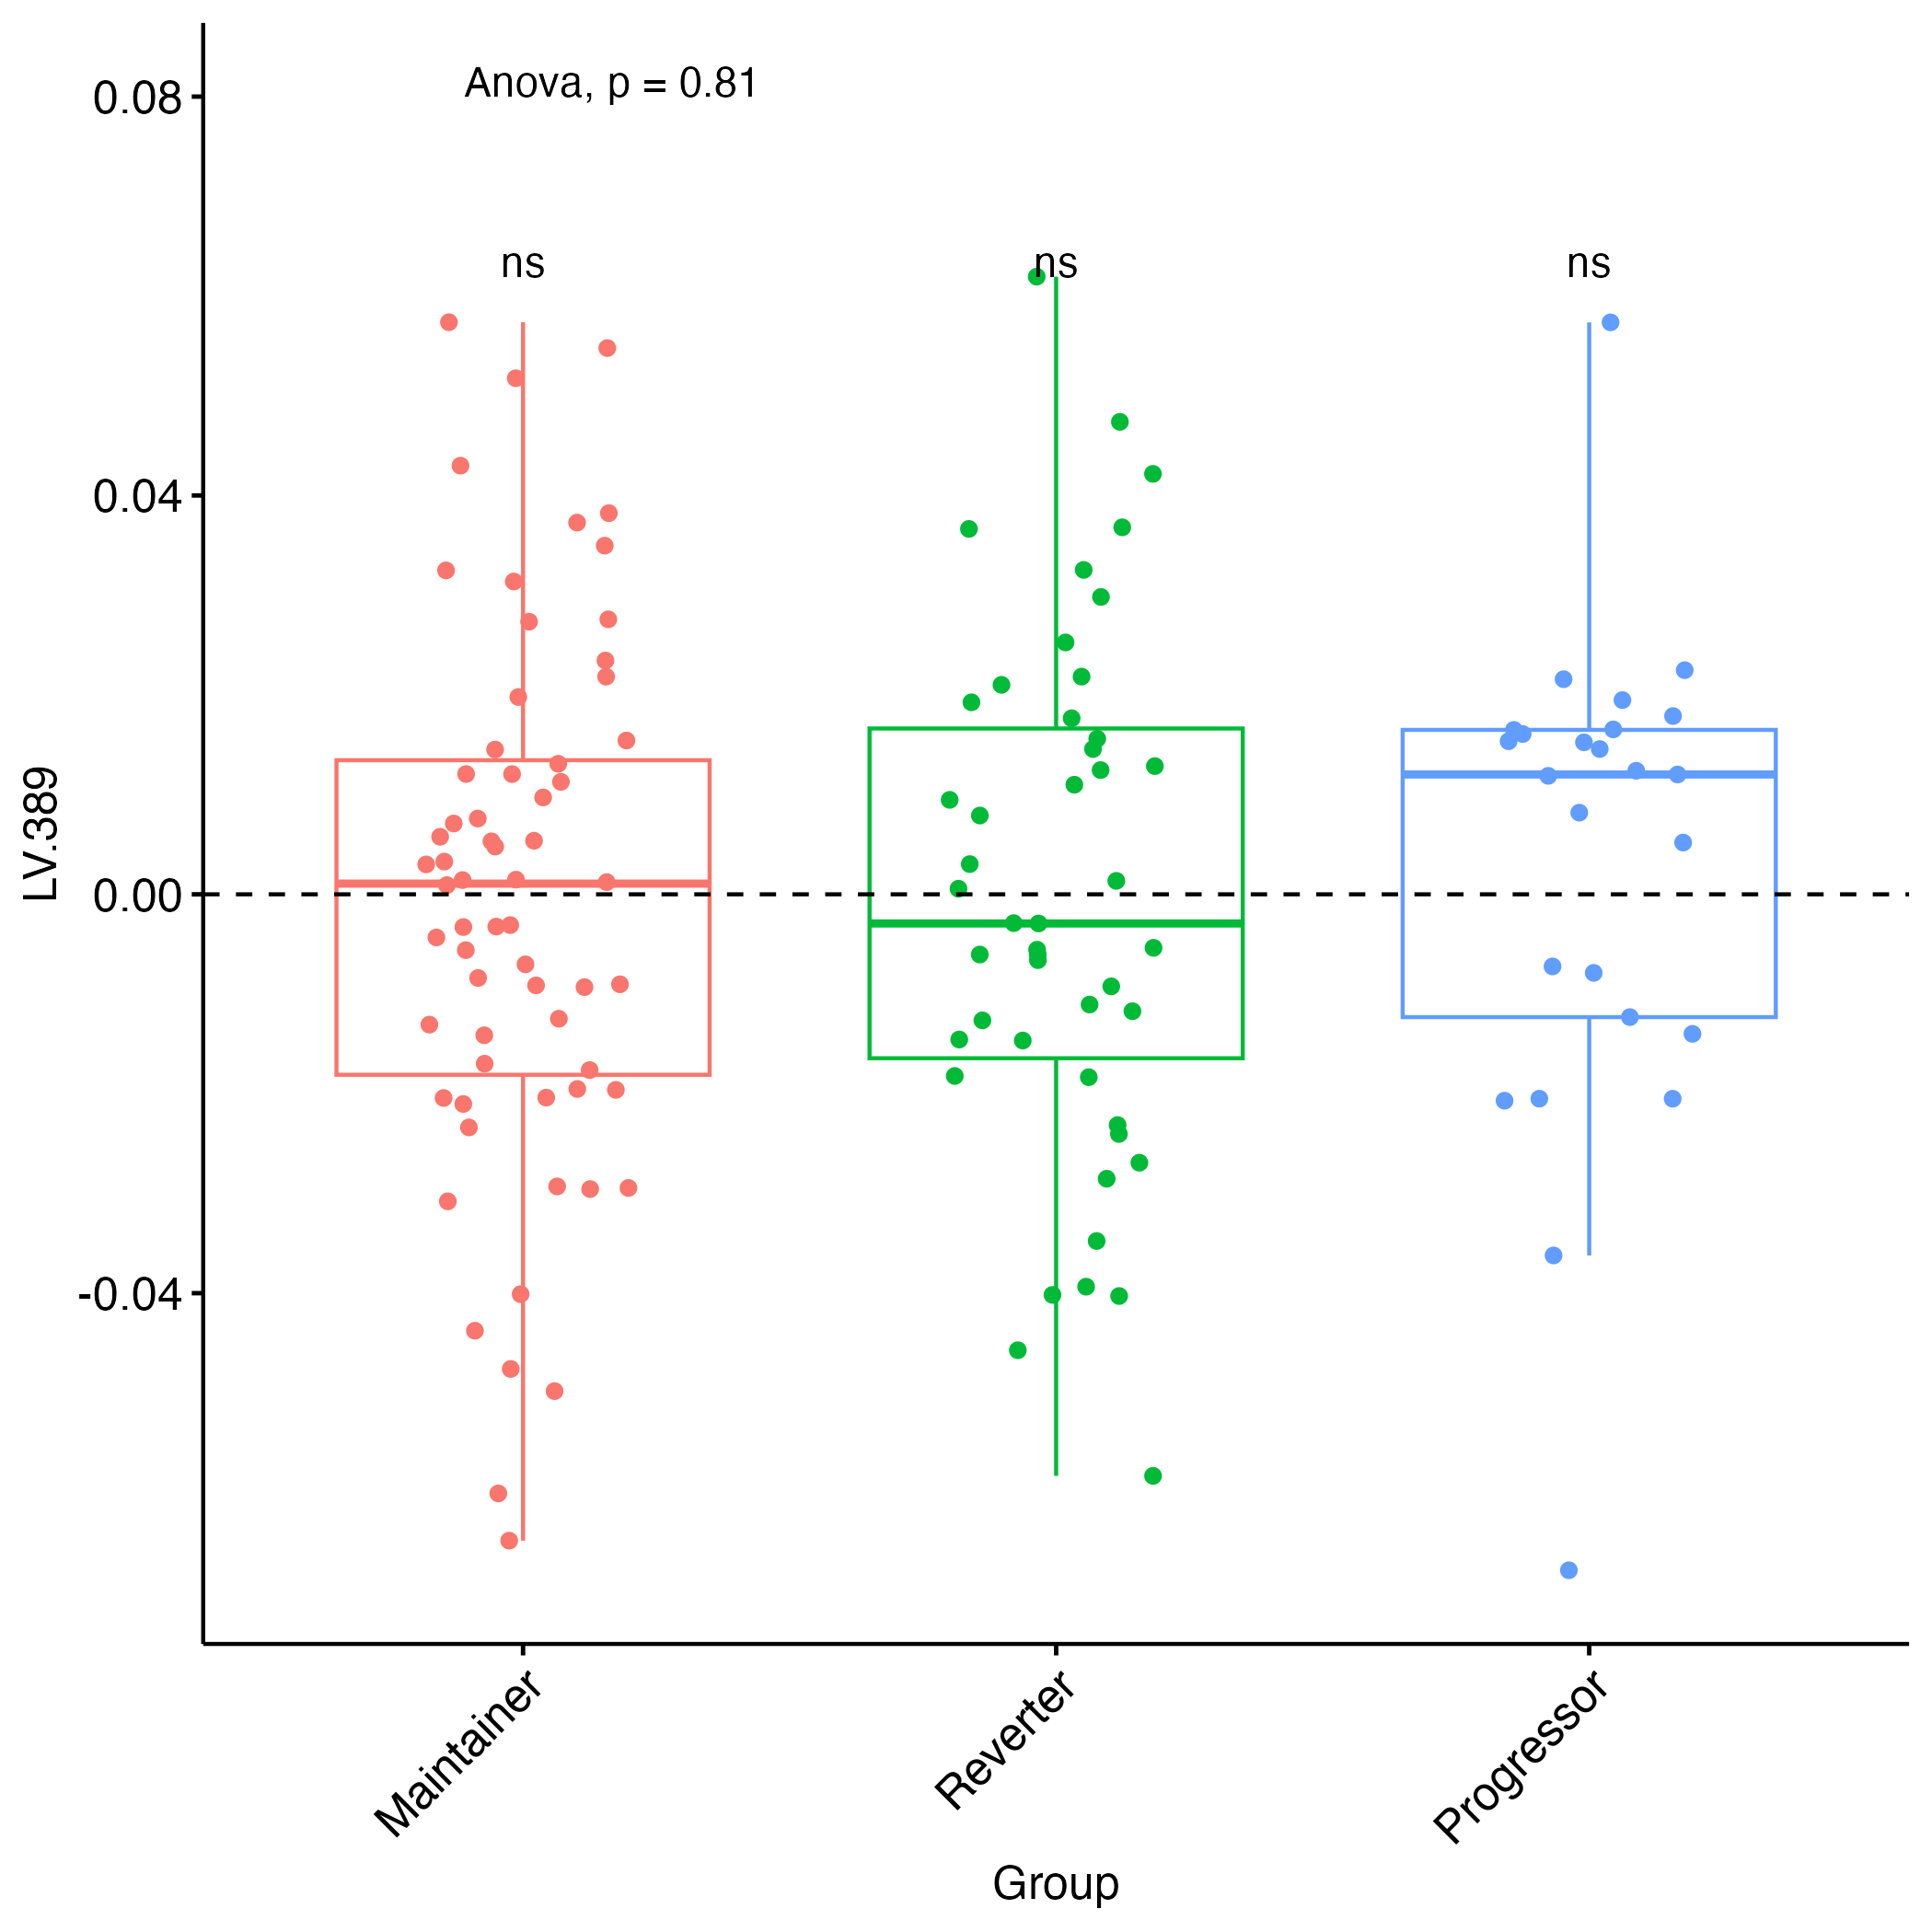 Anova, p = 0.81
0.08
0.04
0.00
-0.04
LV.389
ns
ns
ns
Maintainer
Reverter
Progressor
Group